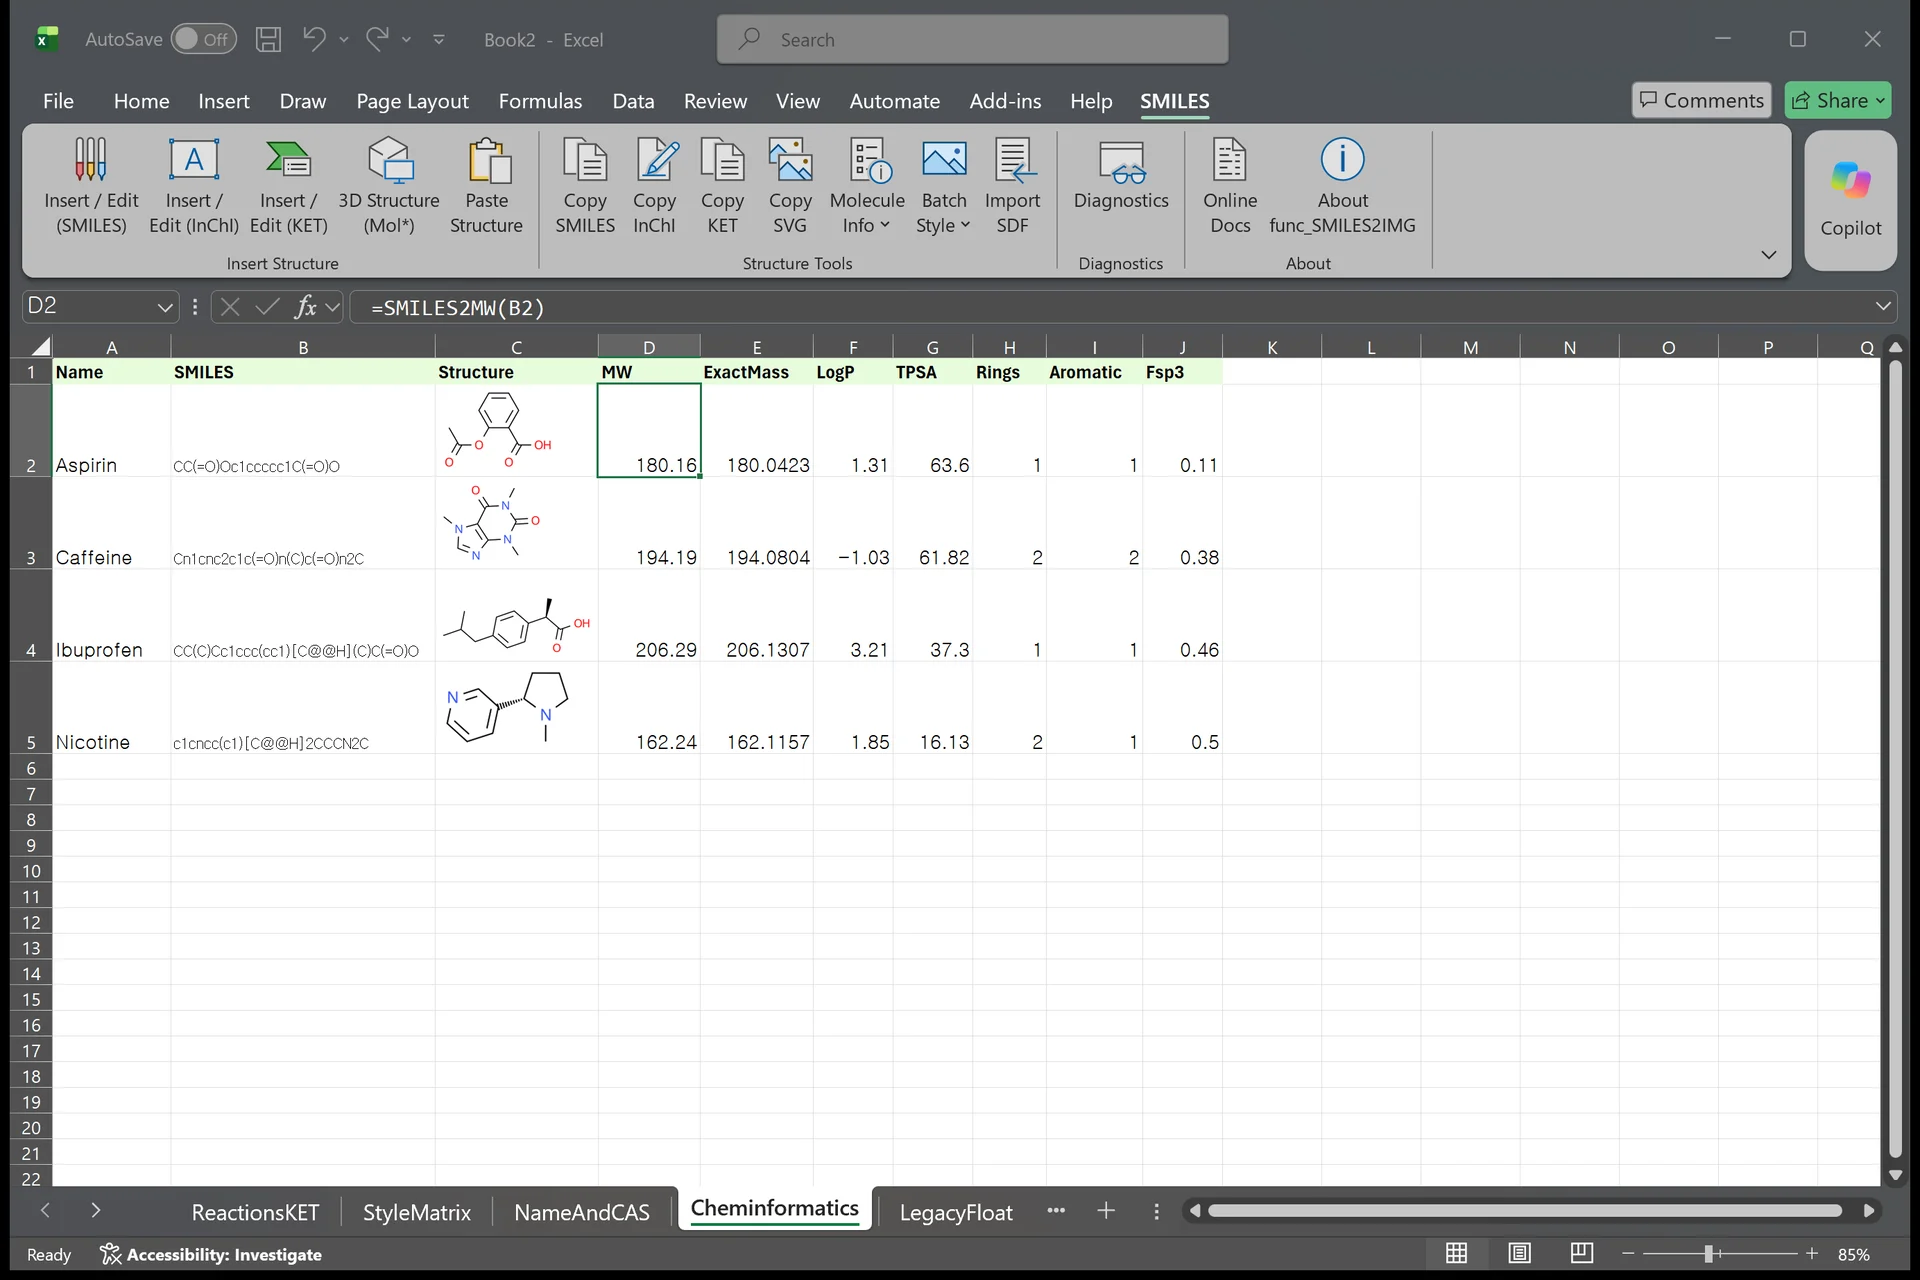 AutoSave Off Book2 - Excel Search
File Home Insert Draw Page Layout Formulas Data Review View Automate Add-ins Help SMILES Comments Share
Insert / Edit (SMILES)
Insert / Edit (InChI)
Insert / Edit (KET)
3D Structure (Mol*)
Paste Structure
Insert Structure
Copy SMILES
Copy InChI
Copy KET
Copy SVG
Molecule Info
Batch Style
Import SDF
Structure Tools
Diagnostics
Diagnostics
Online Docs
About func_SMILES2IMG
About
Copilot
D2 fx =SMILES2MW(B2)
A B C D E F G H I J K L M N O P Q
1 Name SMILES Structure MW ExactMass LogP TPSA Rings Aromatic Fsp3
O O O OH
2 Aspirin CC(=O)Oc1ccccc1C(=O)O 180.16 180.0423 1.31 63.6 1 1 0.11
O N O N N N
3 Caffeine Cn1cnc2c1c(=O)n(C)c(=O)n2C 194.19 194.0804 −1.03 61.82 2 2 0.38
OH O
4 Ibuprofen CC(C)Cc1ccc(cc1)[C@@H](C)C(=O)O 206.29 206.1307 3.21 37.3 1 1 0.46
N N
5 Nicotine c1cncc(c1)[C@@H]2CCCN2C 162.24 162.1157 1.85 16.13 2 1 0.5
6
7
8
9
10
11
12
13
14
15
16
17
18
19
20
21
22
ReactionsKET StyleMatrix NameAndCAS Cheminformatics LegacyFloat
Ready Accessibility: Investigate 85%